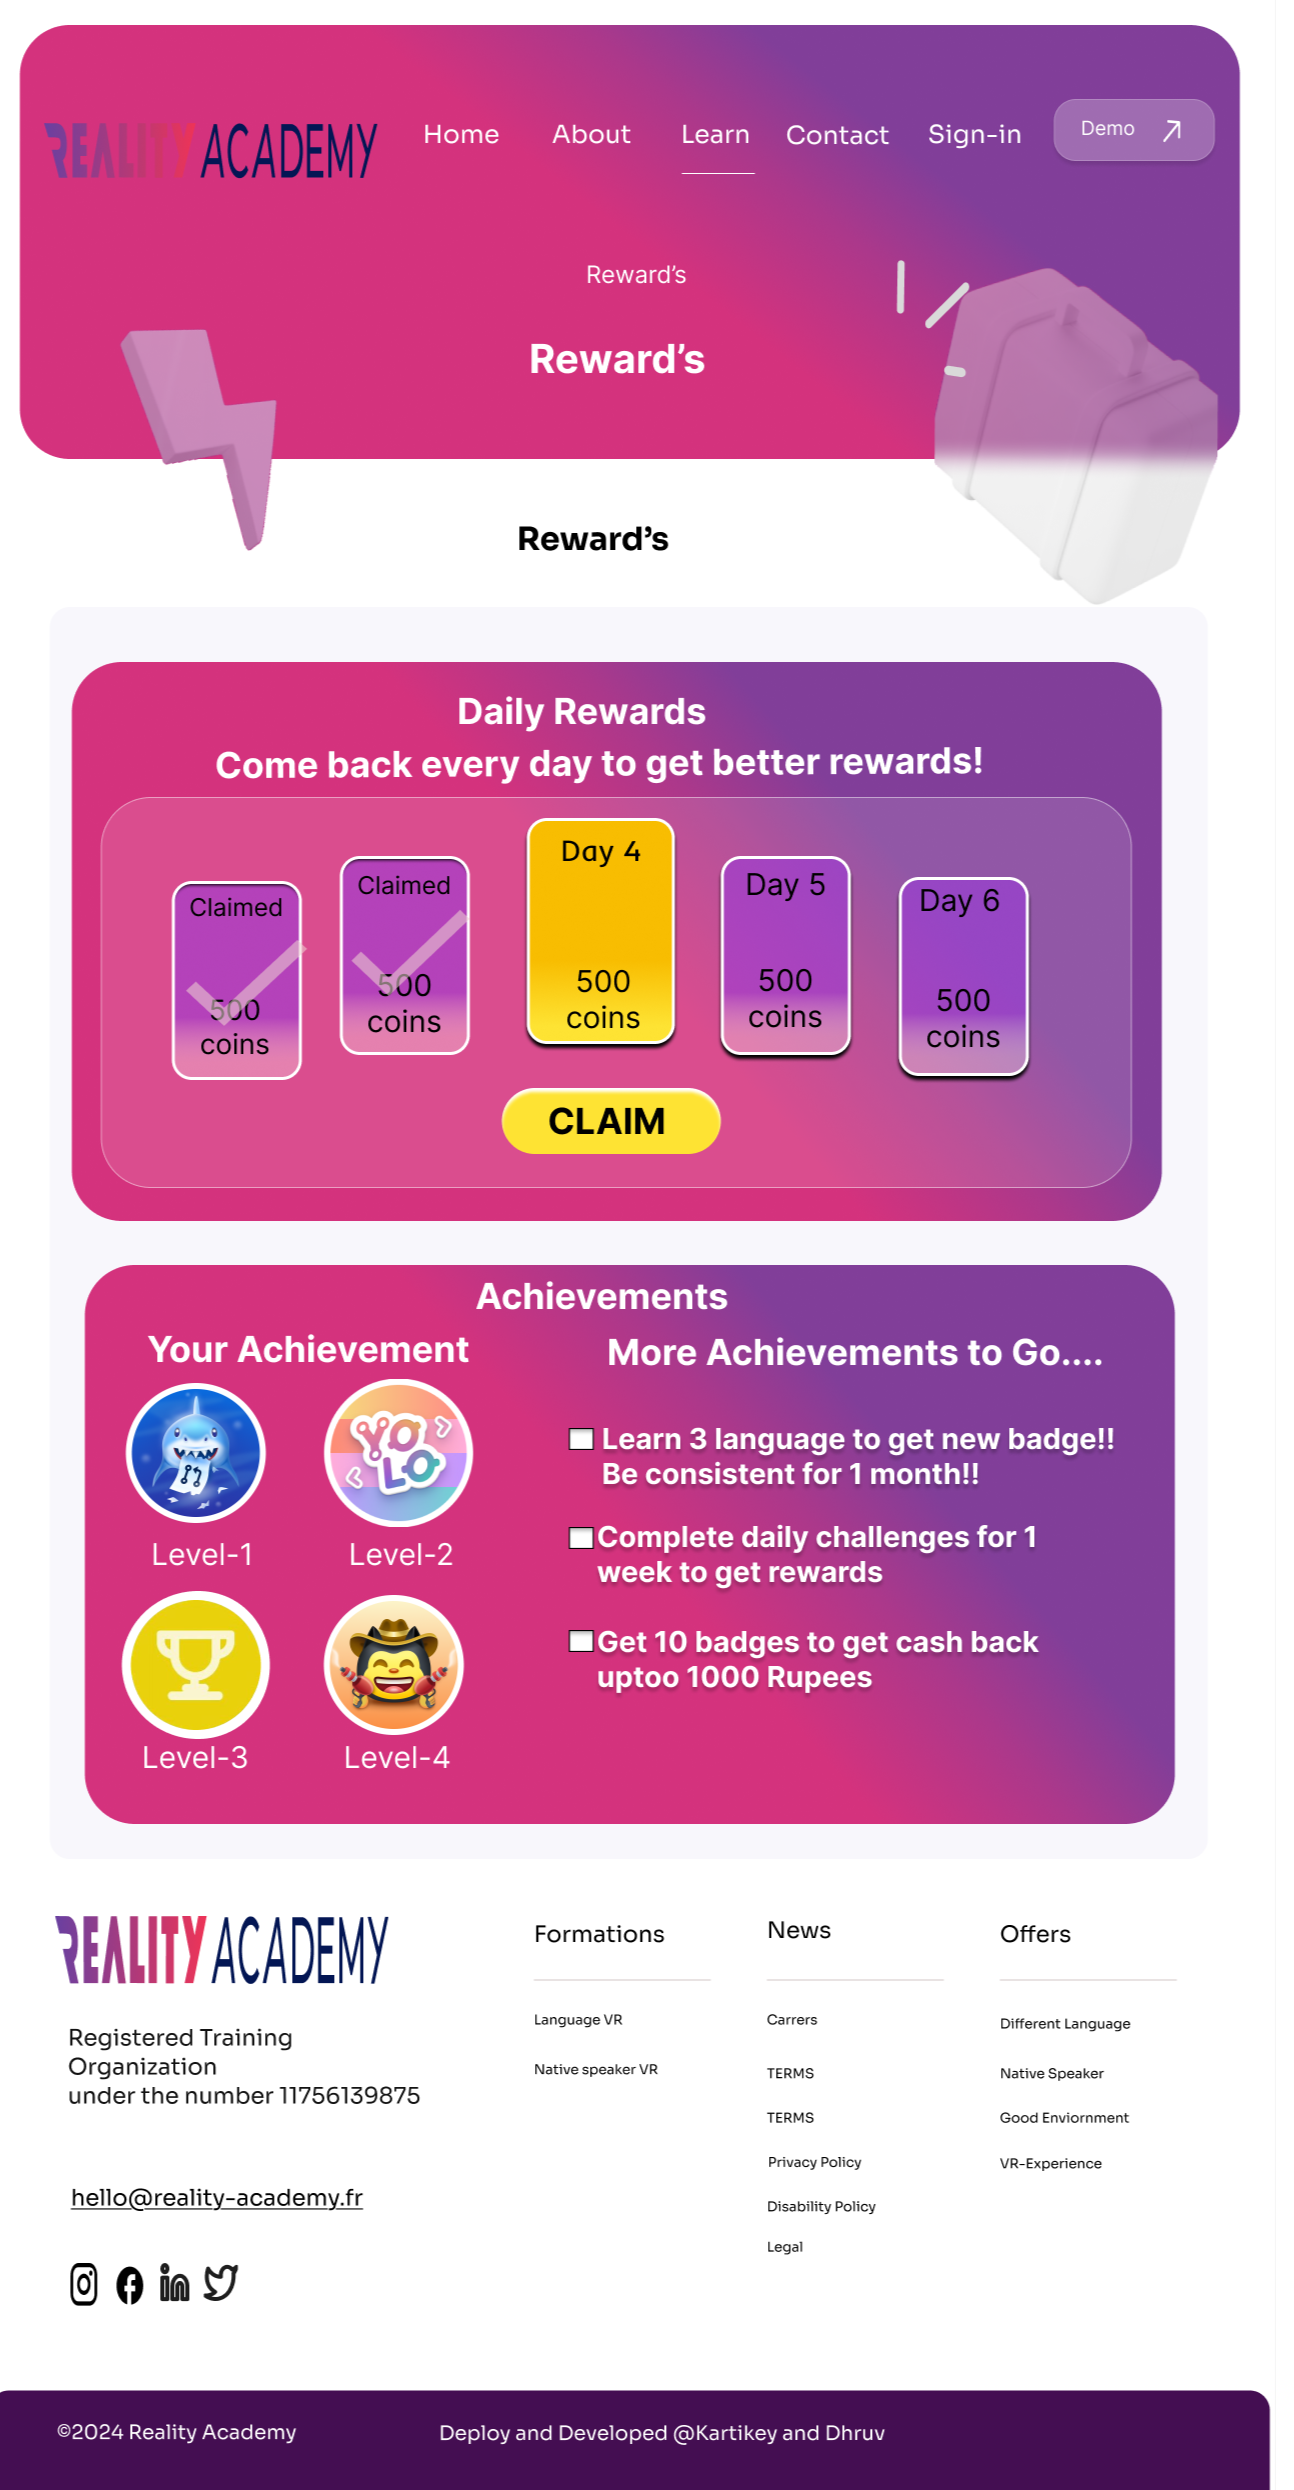 REALITY ACADEMY
Home About Learn Contact Sign-in Demo
Reward’s
Reward’s
Reward’s
Daily Rewards
Come back every day to get better rewards!
Claimed
500
coins
Claimed
500
coins
Day 4
500
coins
Day 5
500
coins
Day 6
500
coins
CLAIM
Achievements
Your Achievement
YOLO
Level-1
Level-2
Level-3
Level-4
More Achievements to Go....
Learn 3 language to get new badge!!
Be consistent for 1 month!!
Complete daily challenges for 1
week to get rewards
Get 10 badges to get cash back
uptoo 1000 Rupees
REALITY ACADEMY
Registered Training
Organization
under the number 11756139875
hello@reality-academy.fr
Formations
Language VR
Native speaker VR
News
Carrers
TERMS
TERMS
Privacy Policy
Disability Policy
Legal
Offers
Different Language
Native Speaker
Good Enviornment
VR-Experience
©2024 Reality Academy
Deploy and Developed @Kartikey and Dhruv